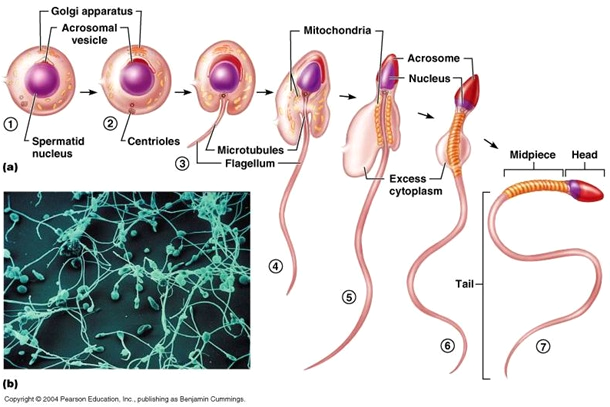 Golgi apparatus
Acrosomal
vesicle
Mitochondria
Acrosome
Nucleus
1
2
Spermatid
nucleus
Centrioles
3
Microtubules
Flagellum
Excess
cytoplasm
Midpiece
Head
(a)
4
5
6
7
Tail
(b)
Copyright © 2004 Pearson Education, Inc., publishing as Benjamin Cummings.